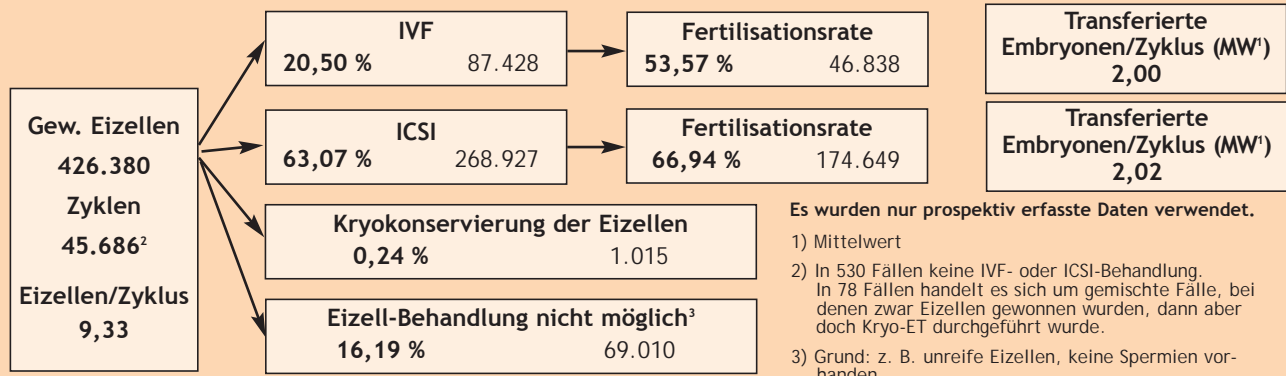 Gew. Eizellen
426.380
Zyklen
45.686²
Eizellen/Zyklus
9,33
IVF
20,50 % 87.428
Fertilisationsrate
53,57 % 46.838
Transferierte
Embryonen/Zyklus (MW¹)
2,00
ICSI
63,07 % 268.927
Fertilisationsrate
66,94 % 174.649
Transferierte
Embryonen/Zyklus (MW¹)
2,02
Kryokonservierung der Eizellen
0,24 % 1.015
Eizell-Behandlung nicht möglich³
16,19 % 69.010
Es wurden nur prospektiv erfasste Daten verwendet.
1) Mittelwert
2) In 530 Fällen keine IVF- oder ICSI-Behandlung.
In 78 Fällen handelt es sich um gemischte Fälle, bei
denen zwar Eizellen gewonnen wurden, dann aber
doch Kryo-ET durchgeführt wurde.
3) Grund: z. B. unreife Eizellen, keine Spermien vor-
handen